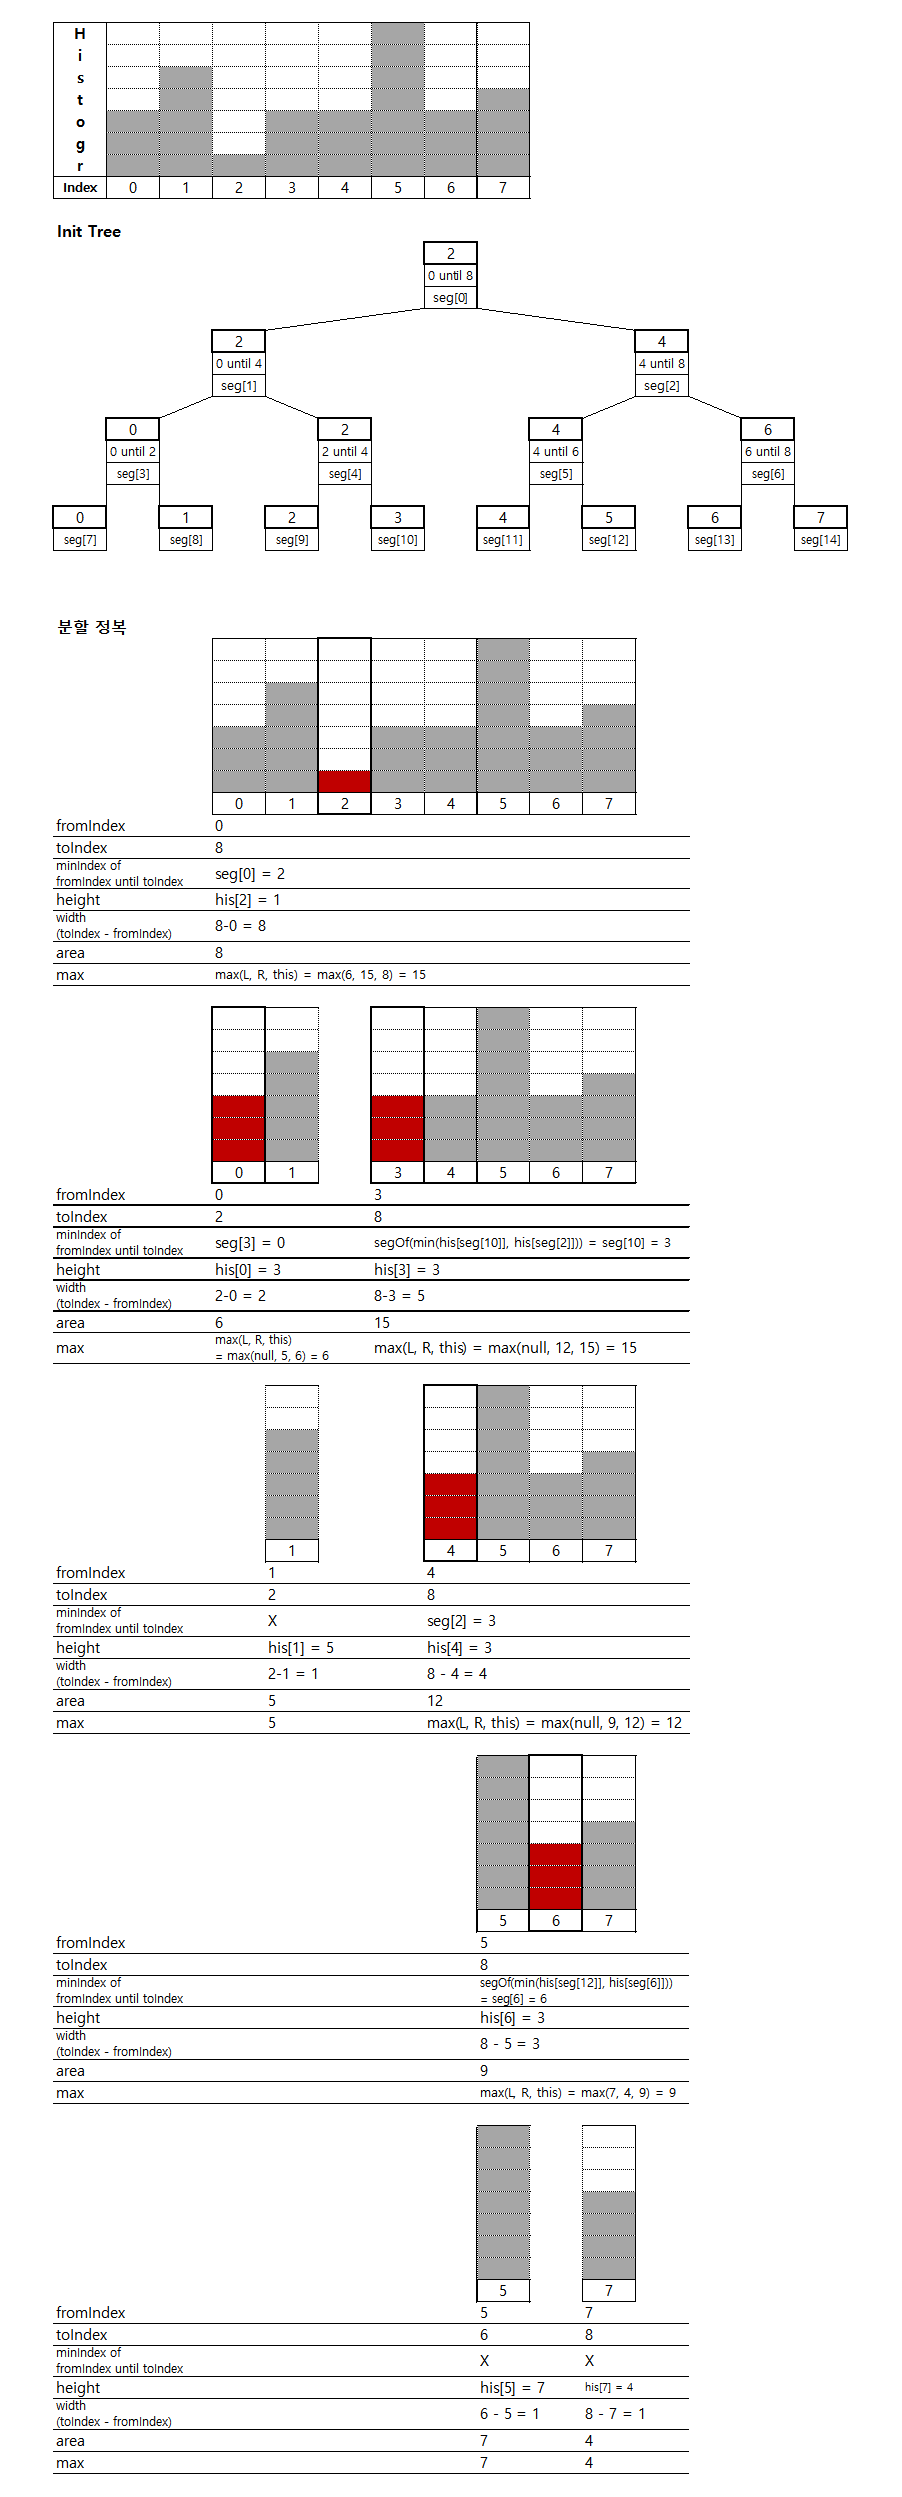 H
i
s
t
o
g
r
Index 0 1 2 3 4 5 6 7
Init Tree
2
0 until 8
seg[0]
2 4
0 until 4 4 until 8
seg[1] seg[2]
0 2 4 6
0 until 2 2 until 4 4 until 6 6 until 8
seg[3] seg[4] seg[5] seg[6]
0 1 2 3 4 5 6 7
seg[7] seg[8] seg[9] seg[10] seg[11] seg[12] seg[13] seg[14]
분할 정복
0 1 2 3 4 5 6 7
fromIndex 0
toIndex 8
minIndex of
fromIndex until toIndex seg[0] = 2
height his[2] = 1
width
(toIndex - fromIndex) 8-0 = 8
area 8
max max(L, R, this) = max(6, 15, 8) = 15
0 1 3 4 5 6 7
fromIndex 0 3
toIndex 2 8
minIndex of
fromIndex until toIndex seg[3] = 0 segOf(min(his[seg[10]], his[seg[2]])) = seg[10] = 3
height his[0] = 3 his[3] = 3
width
(toIndex - fromIndex) 2-0 = 2 8-3 = 5
area 6 15
max max(L, R, this)
= max(null, 5, 6) = 6 max(L, R, this) = max(null, 12, 15) = 15
1 4 5 6 7
fromIndex 1 4
toIndex 2 8
minIndex of
fromIndex until toIndex X seg[2] = 3
height his[1] = 5 his[4] = 3
width
(toIndex - fromIndex) 2-1 = 1 8 - 4 = 4
area 5 12
max 5 max(L, R, this) = max(null, 9, 12) = 12
5 6 7
fromIndex 5
toIndex 8
minIndex of segOf(min(his[seg[12]], his[seg[6]]))
fromIndex until toIndex = seg[6] = 6
height his[6] = 3
width
(toIndex - fromIndex) 8 - 5 = 3
area 9
max max(L, R, this) = max(7, 4, 9) = 9
5 7
fromIndex 5 7
toIndex 6 8
minIndex of
fromIndex until toIndex X X
height his[5] = 7 his[7] = 4
width
(toIndex - fromIndex) 6 - 5 = 1 8 - 7 = 1
area 7 4
max 7 4